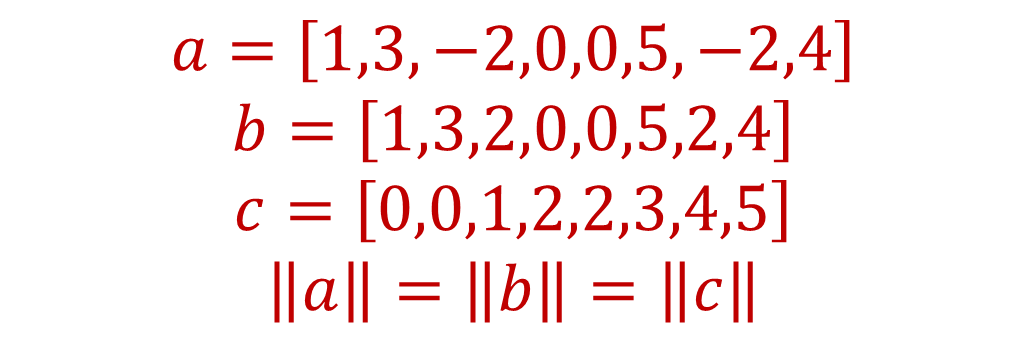 a = [1,3, −2,0,0,5, −2,4]
b = [1,3,2,0,0,5,2,4]
c = [0,0,1,2,2,3,4,5]
‖a‖ = ‖b‖ = ‖c‖